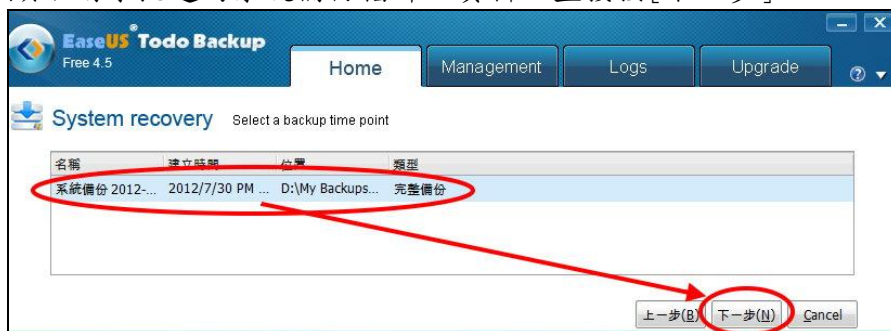 EaseUS® Todo Backup
Free 4.5
Home Management Logs Upgrade
System recovery Select a backup time point
名稱 建立時間 位置 類型
系統備份 2012-... 2012/7/30 PM ... D:\My Backups... 完整備份
上一步(B) 下一步(N) Cancel